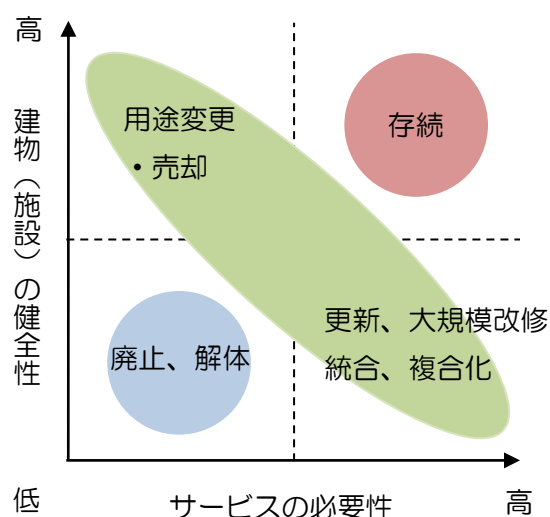 高
建物（施設）の健全性
用途変更
・売却
存続
廃止、解体
更新、大規模改修
統合、複合化
低
サービスの必要性
高